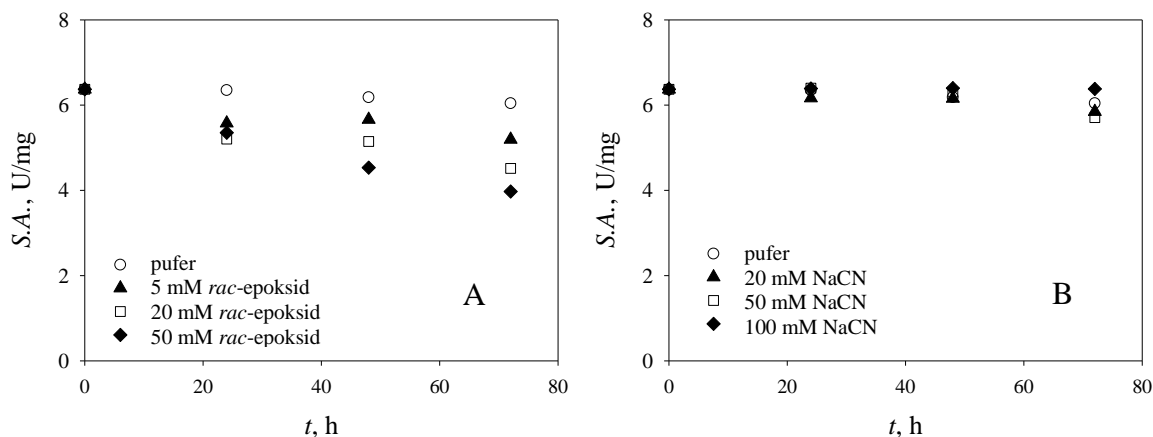 8
6
4
2
0
S.A., U/mg
pufer
5 mM rac-epoksid
20 mM rac-epoksid
50 mM rac-epoksid
A
0
20
40
60
80
t, h
8
6
4
2
0
S.A., U/mg
pufer
20 mM NaCN
50 mM NaCN
100 mM NaCN
B
0
20
40
60
80
t, h